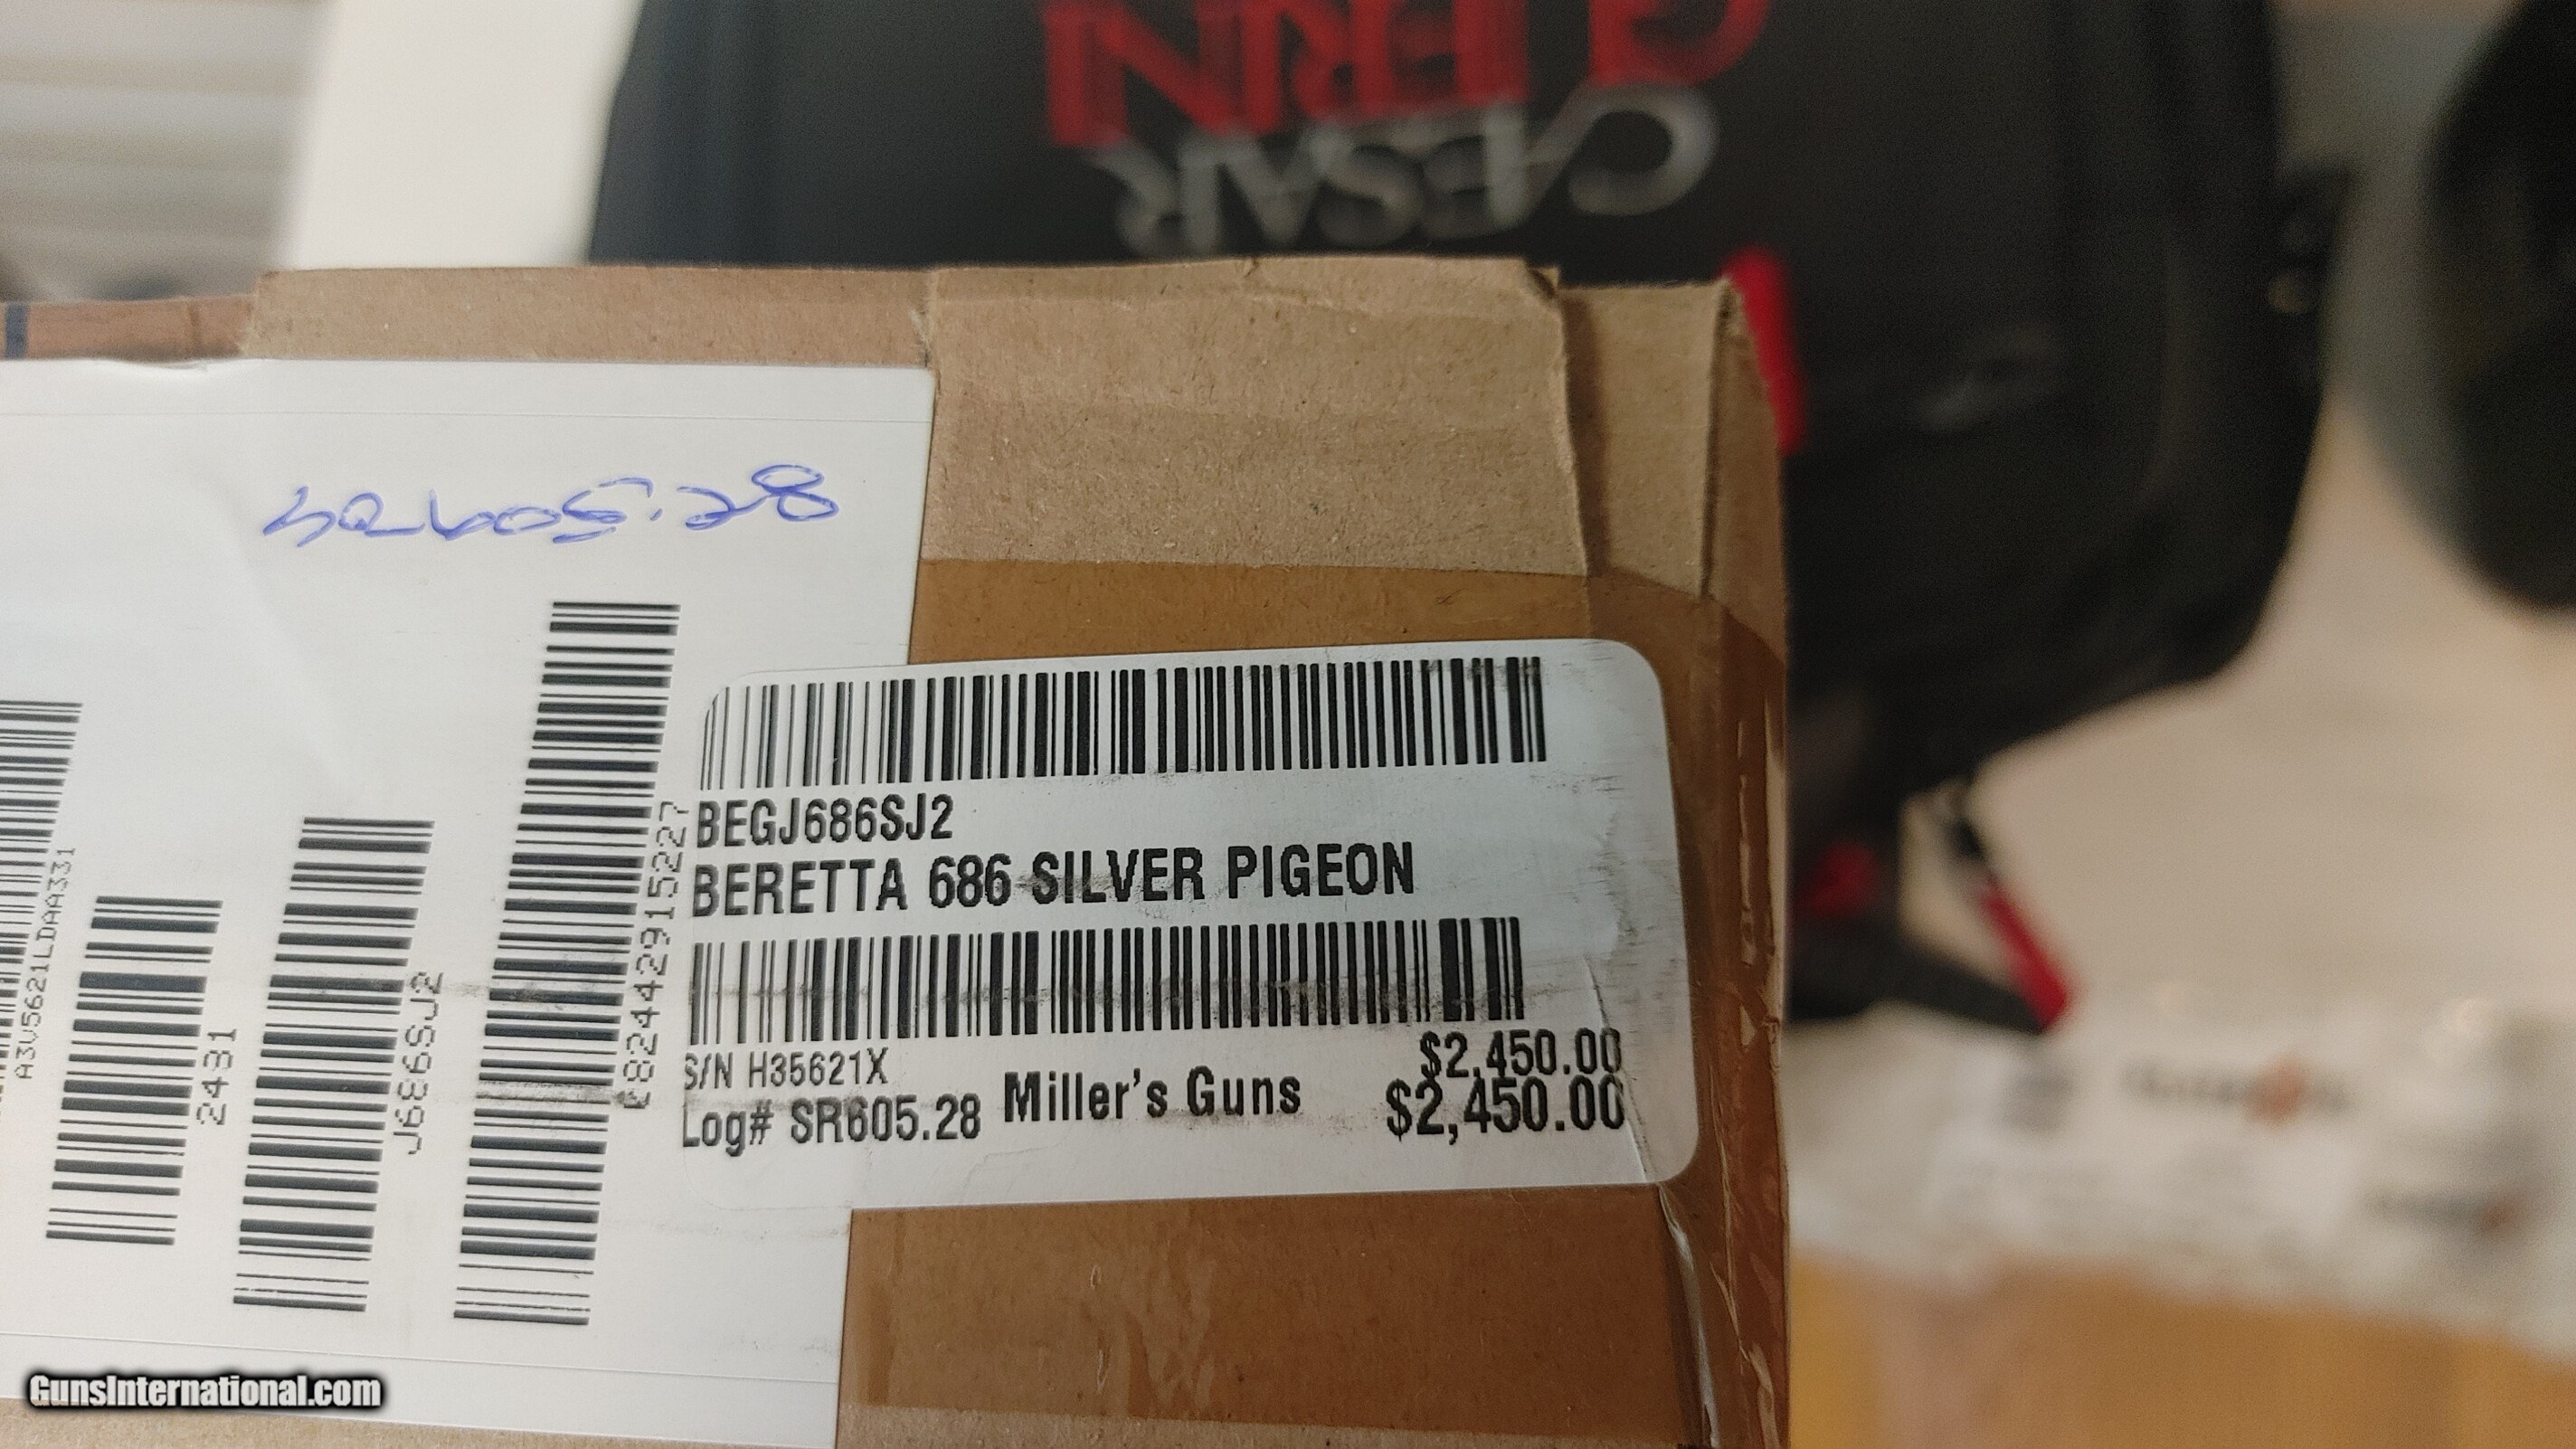 GUERINI
CAESAR
SR605.28
A3U5621LDAA331
2431
J686SJ2
082442915227
BEGJ686SJ2
BERETTA 686 SILVER PIGEON
S/N H35621X
$2,450.00
Log# SR605.28
Miller's Guns
$2,450.00
GunsInternational.com